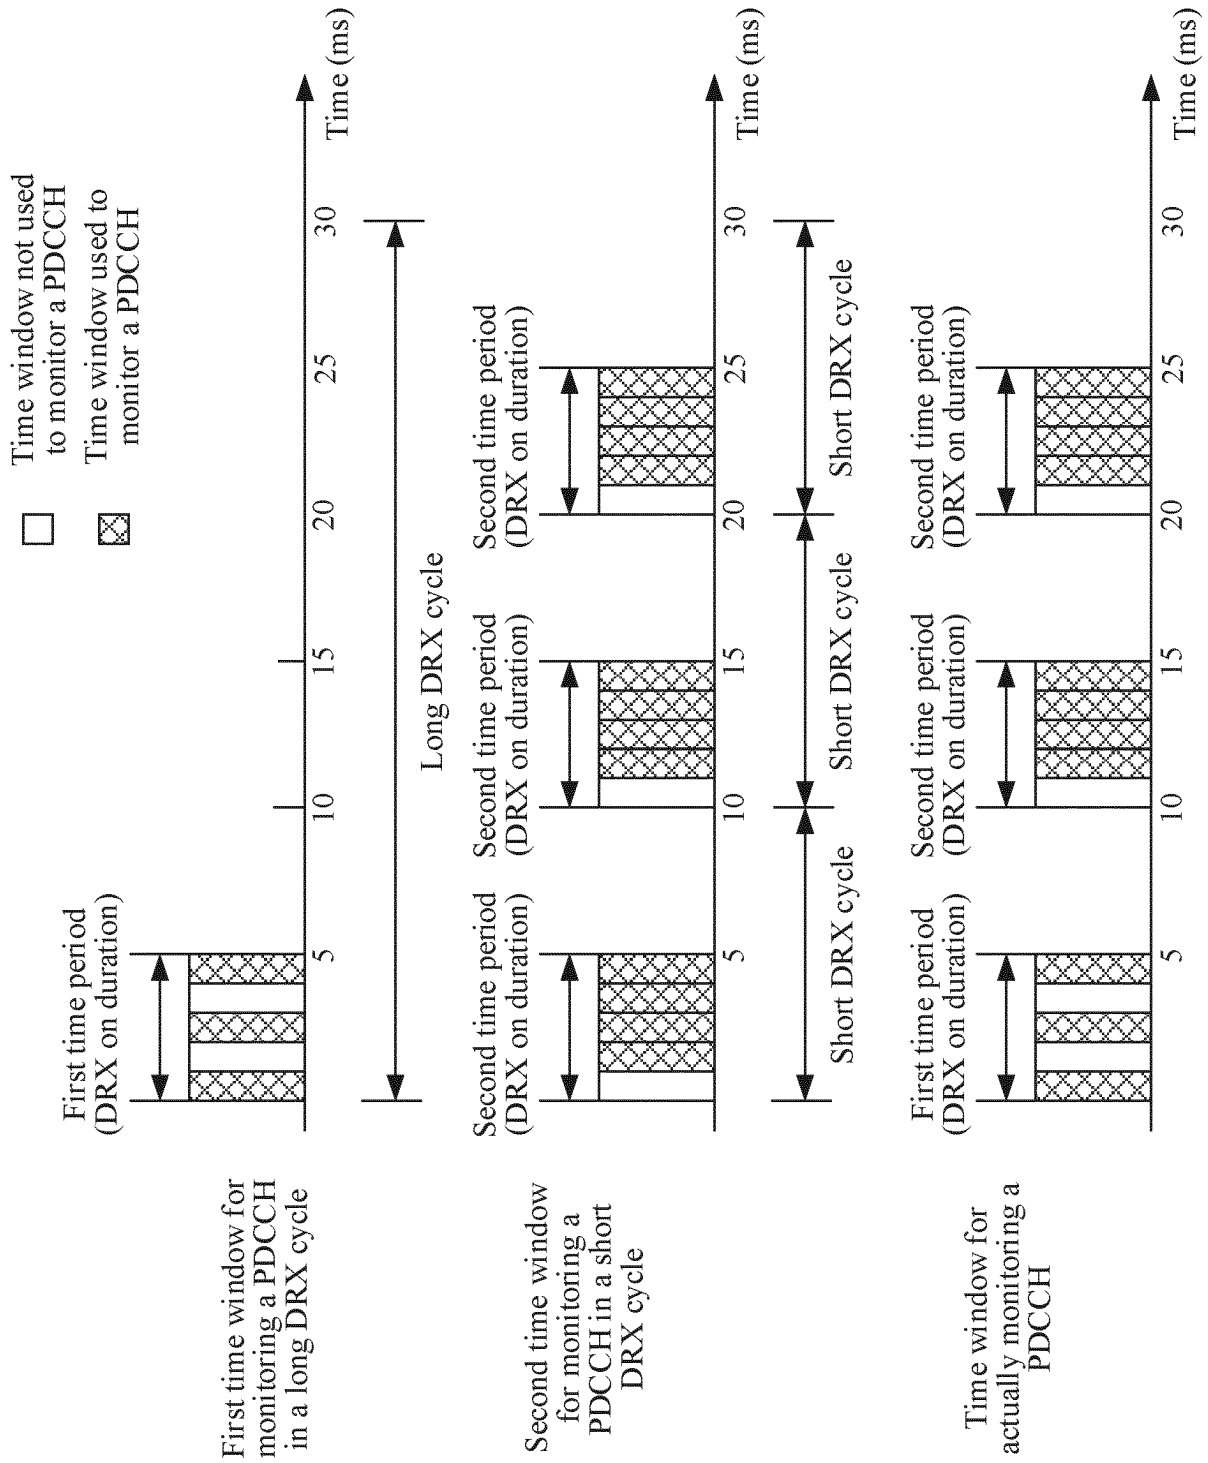 Time window not used
to monitor a PDCCH
Time window used to
monitor a PDCCH
First time window for
monitoring a PDCCH
in a long DRX cycle
First time period
(DRX on duration)
5
10
15
30
Time (ms)
Long DRX cycle
Second time window
for monitoring a
PDCCH in a short
DRX cycle
Second time period
(DRX on duration)
Second time period
(DRX on duration)
Second time period
(DRX on duration)
5
10
15
20
25
30
Time (ms)
Short DRX cycle
Short DRX cycle
Short DRX cycle
Time window for
actually monitoring a
PDCCH
First time period
(DRX on duration)
Second time period
(DRX on duration)
Second time period
(DRX on duration)
5
10
15
20
25
30
Time (ms)
20
25